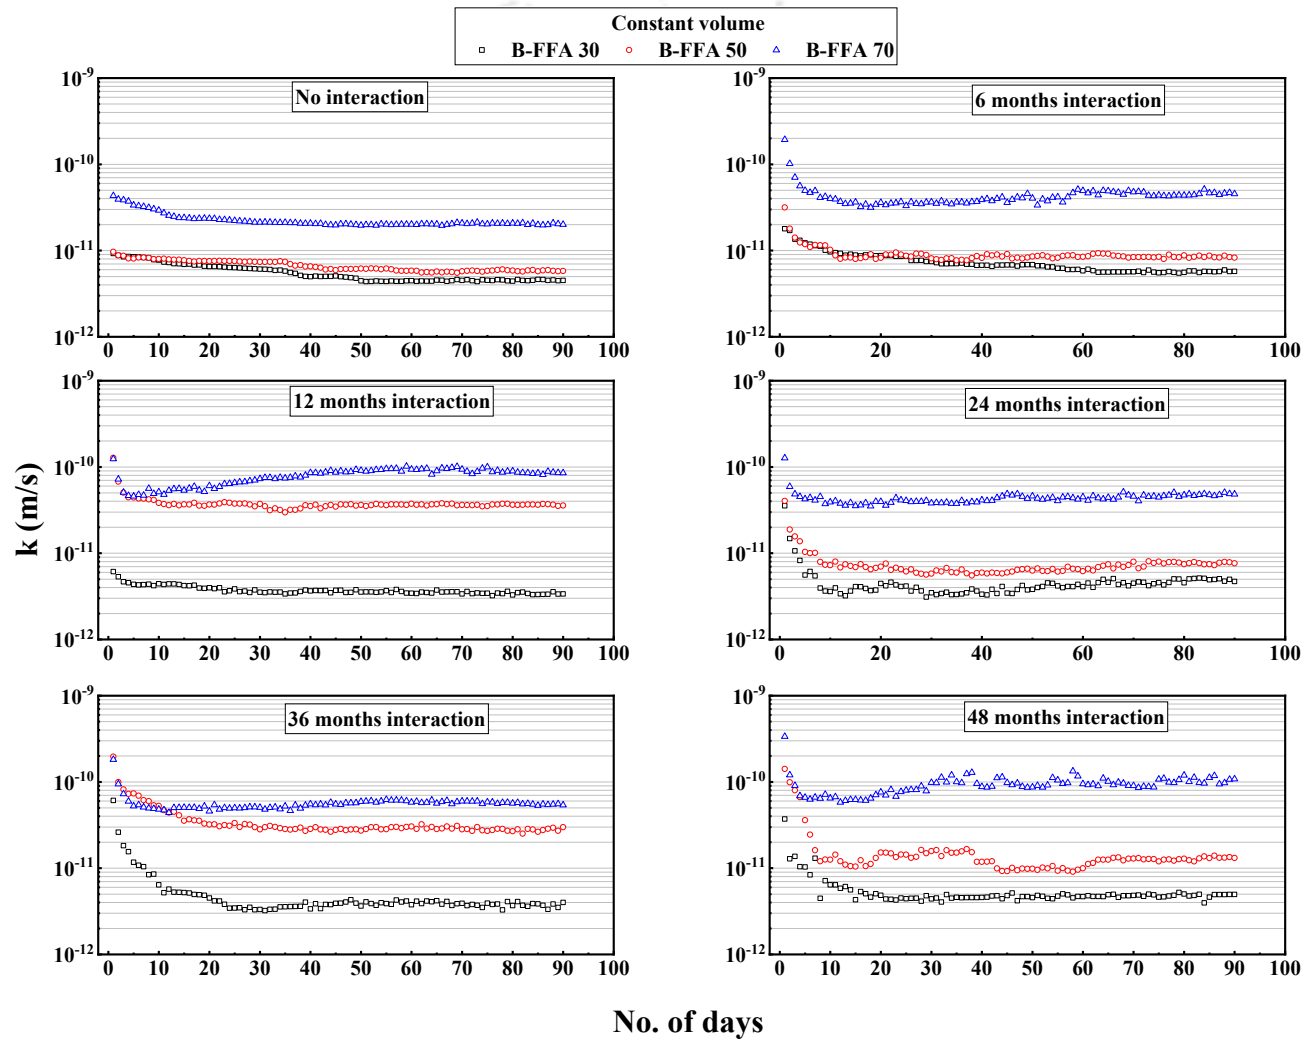 Constant volume
B-FFA 30 B-FFA 50 B-FFA 70
No interaction
10⁻⁹
10⁻¹⁰
10⁻¹¹
10⁻¹²
0 10 20 30 40 50 60 70 80 90 100
6 months interaction
10⁻⁹
10⁻¹⁰
10⁻¹¹
10⁻¹²
0 20 40 60 80 100
12 months interaction
10⁻⁹
10⁻¹⁰
10⁻¹¹
10⁻¹²
0 10 20 30 40 50 60 70 80 90 100
24 months interaction
10⁻⁹
10⁻¹⁰
10⁻¹¹
10⁻¹²
0 20 40 60 80 100
36 months interaction
10⁻⁹
10⁻¹⁰
10⁻¹¹
10⁻¹²
0 10 20 30 40 50 60 70 80 90 100
48 months interaction
10⁻⁹
10⁻¹⁰
10⁻¹¹
10⁻¹²
0 10 20 30 40 50 60 70 80 90 100
k (m/s)
No. of days